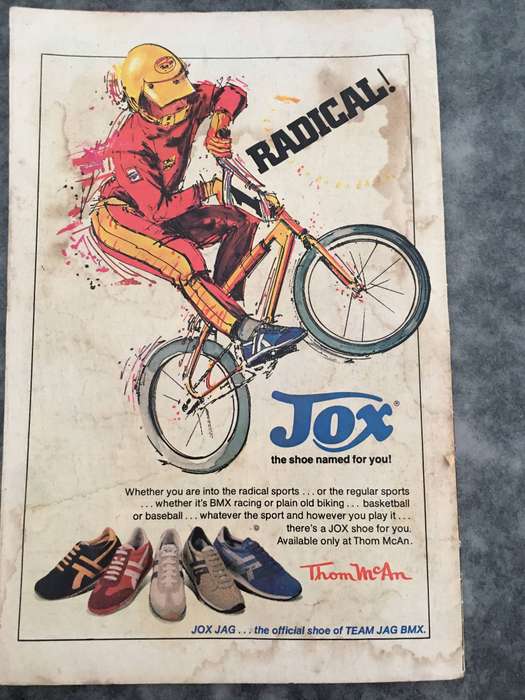 RADICAL!
Jox®
the shoe named for you!
Whether you are into the radical sports . . . or the regular sports
. . . whether it's BMX racing or plain old biking . . . basketball
or baseball . . . whatever the sport and however you play it . . .
there's a JOX shoe for you.
Available only at Thom McAn.
Thom McAn
JOX JAG . . . the official shoe of TEAM JAG BMX.